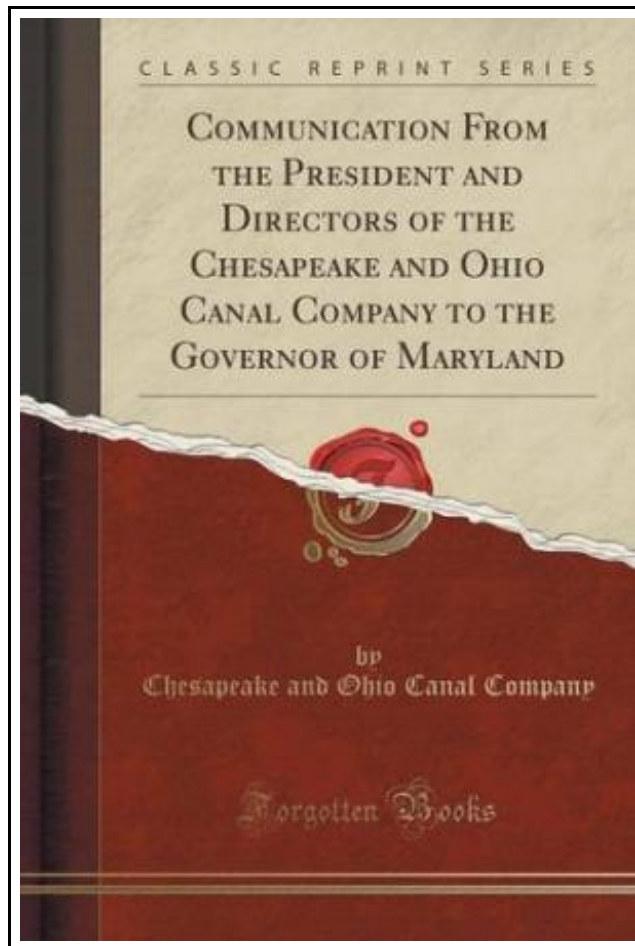 CLASSIC REPRINT SERIES
COMMUNICATION FROM
THE PRESIDENT AND
DIRECTORS OF THE
CHESAPEAKE AND OHIO
CANAL COMPANY TO THE
GOVERNOR OF MARYLAND
by
Chesapeake and Ohio Canal Company
Forgotten Books